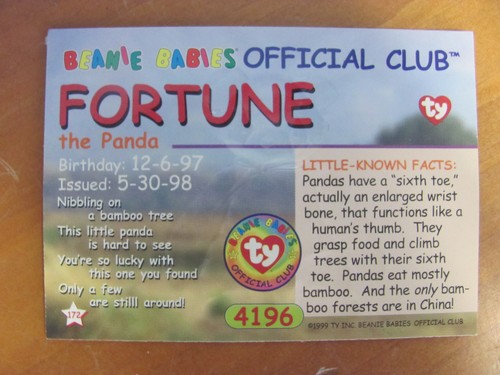 BEANIE BABIES OFFICIAL CLUB™
FORTUNE
the Panda
ty
Birthday: 12-6-97
Issued: 5-30-98
Nibbling on
a bamboo tree
This little panda
is hard to see
You're so lucky with
this one you found
Only a few
are still around!
172
BEANIE BABIES
ty
OFFICIAL CLUB
4196
LITTLE-KNOWN FACTS:
Pandas have a "sixth toe,"
actually an enlarged wrist
bone, that functions like a
human's thumb. They
grasp food and climb
trees with their sixth
toe. Pandas eat mostly
bamboo. And the only bam-
boo forests are in China!
©1999 TY INC. BEANIE BABIES OFFICIAL CLUB